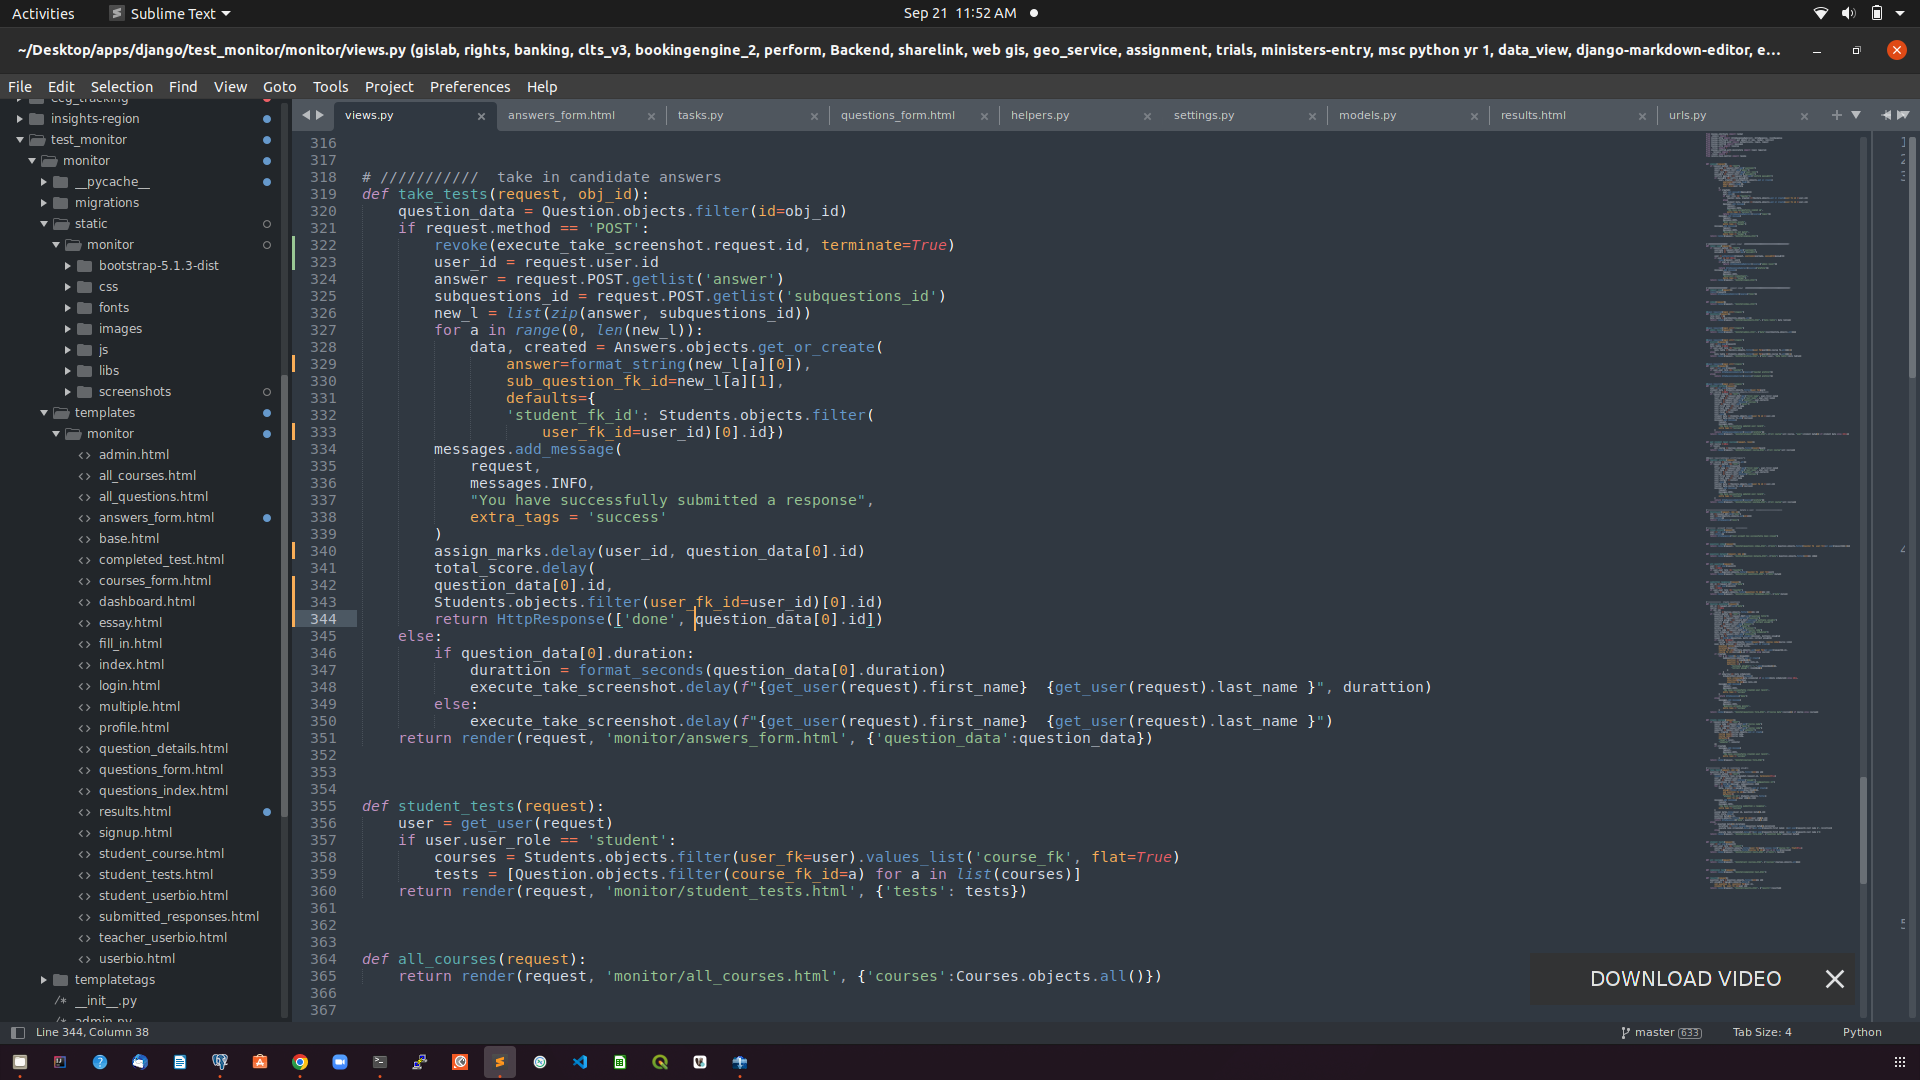 Activities
Sublime Text
Sep 21 11:52 AM
~/Desktop/apps/django/test_monitor/monitor/views.py (gislab, rights, banking, clts_v3, bookingengine_2, perform, Backend, sharelink, web gis, geo_service, assignment, trials, ministers-entry, msc python yr 1, data_view, django-markdown-editor, e...
File Edit Selection Find View Goto Tools Project Preferences Help
insights-region
test_monitor
monitor
__pycache__
migrations
static
monitor
bootstrap-5.1.3-dist
css
fonts
images
js
libs
screenshots
templates
monitor
admin.html
all_courses.html
all_questions.html
answers_form.html
base.html
completed_test.html
courses_form.html
dashboard.html
essay.html
fill_in.html
index.html
login.html
multiple.html
profile.html
question_details.html
questions_form.html
questions_index.html
results.html
signup.html
student_course.html
student_tests.html
student_userbio.html
submitted_responses.html
teacher_userbio.html
userbio.html
templatetags
/* __init__.py
/* admin.py
views.py answers_form.html tasks.py questions_form.html helpers.py settings.py models.py results.html urls.py
316
317
318 # /////////// take in candidate answers
319 def take_tests(request, obj_id):
320 question_data = Question.objects.filter(id=obj_id)
321 if request.method == 'POST':
322 revoke(execute_take_screenshot.request.id, terminate=True)
323 user_id = request.user.id
324 answer = request.POST.getlist('answer')
325 subquestions_id = request.POST.getlist('subquestions_id')
326 new_l = list(zip(answer, subquestions_id))
327 for a in range(0, len(new_l)):
328 data, created = Answers.objects.get_or_create(
329 answer=format_string(new_l[a][0]),
330 sub_question_fk_id=new_l[a][1],
331 defaults={
332 'student_fk_id': Students.objects.filter(
333 user_fk_id=user_id)[0].id})
334 messages.add_message(
335 request,
336 messages.INFO,
337 "You have successfully submitted a response",
338 extra_tags = 'success'
339 )
340 assign_marks.delay(user_id, question_data[0].id)
341 total_score.delay(
342 question_data[0].id,
343 Students.objects.filter(user_fk_id=user_id)[0].id)
344 return HttpResponse(['done', question_data[0].id])
345 else:
346 if question_data[0].duration:
347 durattion = format_seconds(question_data[0].duration)
348 execute_take_screenshot.delay(f"{get_user(request).first_name}  {get_user(request).last_name }", durattion)
349 else:
350 execute_take_screenshot.delay(f"{get_user(request).first_name}  {get_user(request).last_name }")
351 return render(request, 'monitor/answers_form.html', {'question_data':question_data})
352
353
354
355 def student_tests(request):
356 user = get_user(request)
357 if user.user_role == 'student':
358 courses = Students.objects.filter(user_fk=user).values_list('course_fk', flat=True)
359 tests = [Question.objects.filter(course_fk_id=a) for a in list(courses)]
360 return render(request, 'monitor/student_tests.html', {'tests': tests})
361
362
363
364 def all_courses(request):
365 return render(request, 'monitor/all_courses.html', {'courses':Courses.objects.all()})
366
367
DOWNLOAD VIDEO
Line 344, Column 38
master 633
Tab Size: 4
Python